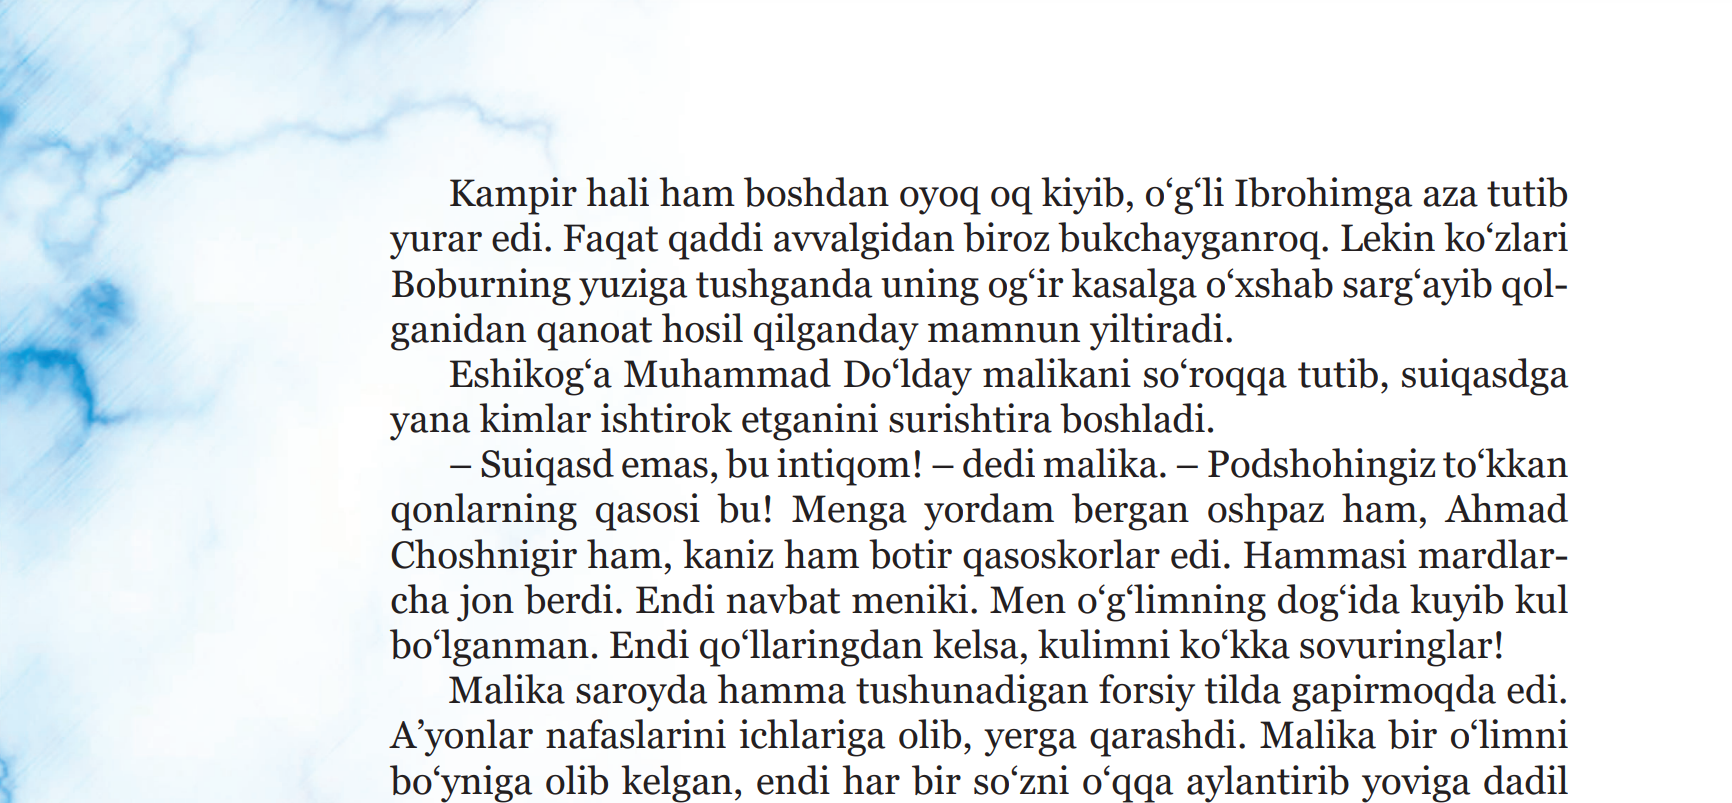 Kampir hali ham boshdan oyoq oq kiyib, o‘g‘li Ibrohimga aza tutib
yurar edi. Faqat qaddi avvalgidan biroz bukchayganroq. Lekin ko‘zlari
Boburning yuziga tushganda uning og‘ir kasalga o‘xshab sarg‘ayib qol-
ganidan qanoat hosil qilganday mamnun yiltiradi.
Eshikog‘a Muhammad Do‘lday malikani so‘roqqa tutib, suiqasdga
yana kimlar ishtirok etganini surishtira boshladi.
– Suiqasd emas, bu intiqom! – dedi malika. – Podshohingiz to‘kkan
qonlarning qasosi bu! Menga yordam bergan oshpaz ham, Ahmad
Choshnigir ham, kaniz ham botir qasoskorlar edi. Hammasi mardlar-
cha jon berdi. Endi navbat meniki. Men o‘g‘limning dog‘ida kuyib kul
bo‘lganman. Endi qo‘llaringdan kelsa, kulimni ko‘kka sovuringlar!
Malika saroyda hamma tushunadigan forsiy tilda gapirmoqda edi.
A’yonlar nafaslarini ichlariga olib, yerga qarashdi. Malika bir o‘limni
bo‘yniga olib kelgan, endi har bir so‘zni o‘qqa aylantirib yoviga dadil